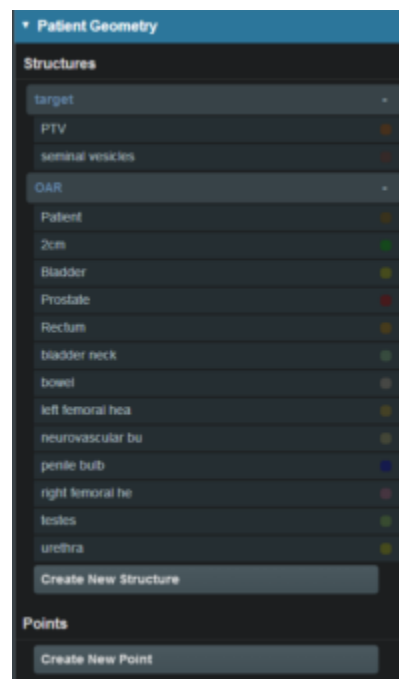 Patient Geometry
Structures
target -
PTV
seminal vesicles
OAR -
Patient
2cm
Bladder
Prostate
Rectum
bladder neck
bowel
left femoral hea
neurovascular bu
penile bulb
right femoral he
testes
urethra
Create New Structure
Points
Create New Point